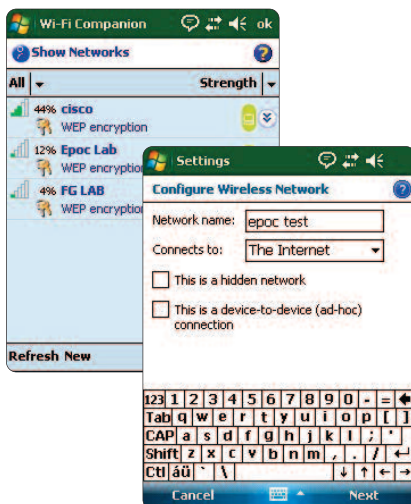 Wi-Fi Companion ok
Show Networks ?
All Strength
44% cisco
WEP encryption
12% Epoc Lab
WEP encryption
4% FG LAB
WEP encryption
Refresh New
Settings
Configure Wireless Network ?
Network name: epoc test
Connects to: The Internet
This is a hidden network
This is a device-to-device (ad-hoc)
connection
123 1 2 3 4 5 6 7 8 9 0 - =
Tab q w e r t y u i o p [ ]
CAP a s d f g h j k l ; '
Shift z x c v b n m , . /
Ctl áü ` \
Cancel Next